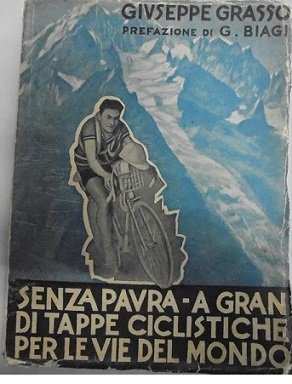 GIVSEPPE GRASSO
PREFAZIONE DI G. BIAGI
SENZA PAVRA - A GRAN
DI TAPPE CICLISTICHE
PER LE VIE DEL MONDO